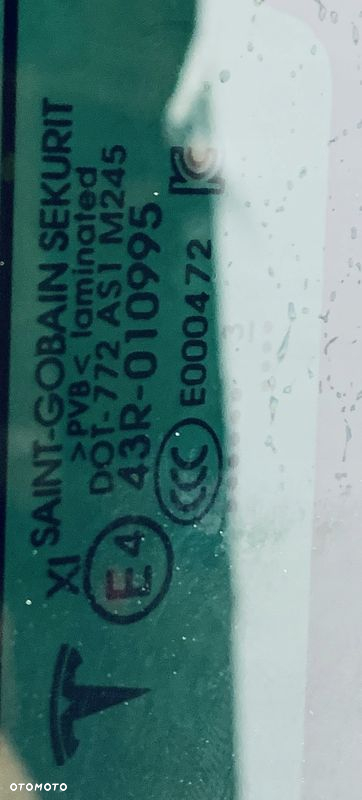 XI SAINT-GOBAIN SEKURIT
>PVB< laminated
DOT-772 AS1 M245
E4 43R-010995
CCC E000472
OTOMOTO